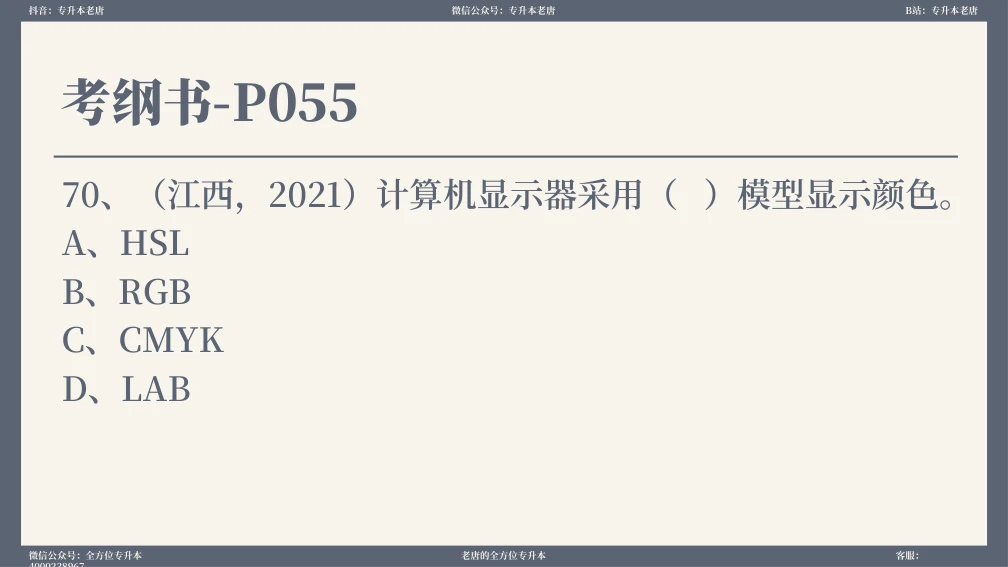 抖音：专升本老唐
微信公众号：专升本老唐
B站：专升本老唐
考纲书-P055
70、（江西，2021）计算机显示器采用（ ）模型显示颜色。
A、HSL
B、RGB
C、CMYK
D、LAB
微信公众号：全方位专升本
老唐的全方位专升本
客服：
4000238967